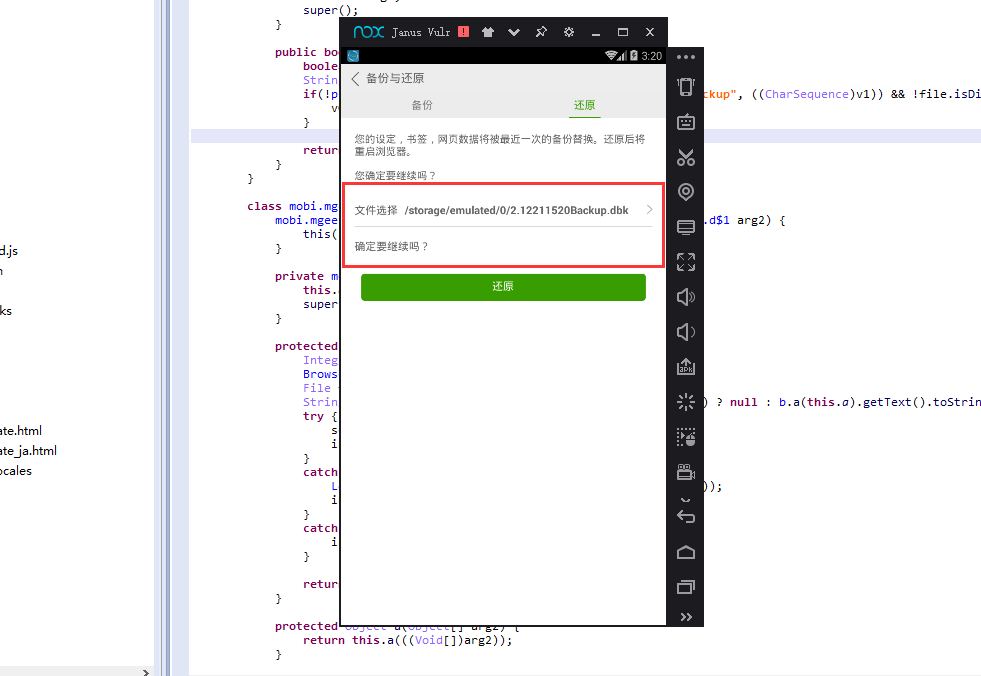 super();
}
public bo
boole
Strin
if(!p
ckup", ((CharSequence)v1)) && !file.isDi
}
retur
}
}
class mobi.mg
mobi.mgee
.d$1 arg2) {
this(
}
private m
this.
super
}
protected
Integ
Brows
File
Strin
) ? null : b.a(this.a).getText().toStrin
try {
s
i
}
catch
L
));
i
}
catch
i
}
retur
}
protected Object a(Object[] arg2) {
return this.a(((Void[])arg2));
}
d.js
n
ks
ate.html
ate_ja.html
ocales
nox Janus Vulr
3:20
备份与还原
备份 还原
您的设定，书签，网页数据将被最近一次的备份替换。还原后将
重启浏览器。
您确定要继续吗？
文件选择 /storage/emulated/0/2.12211520Backup.dbk
确定要继续吗？
还原
apk